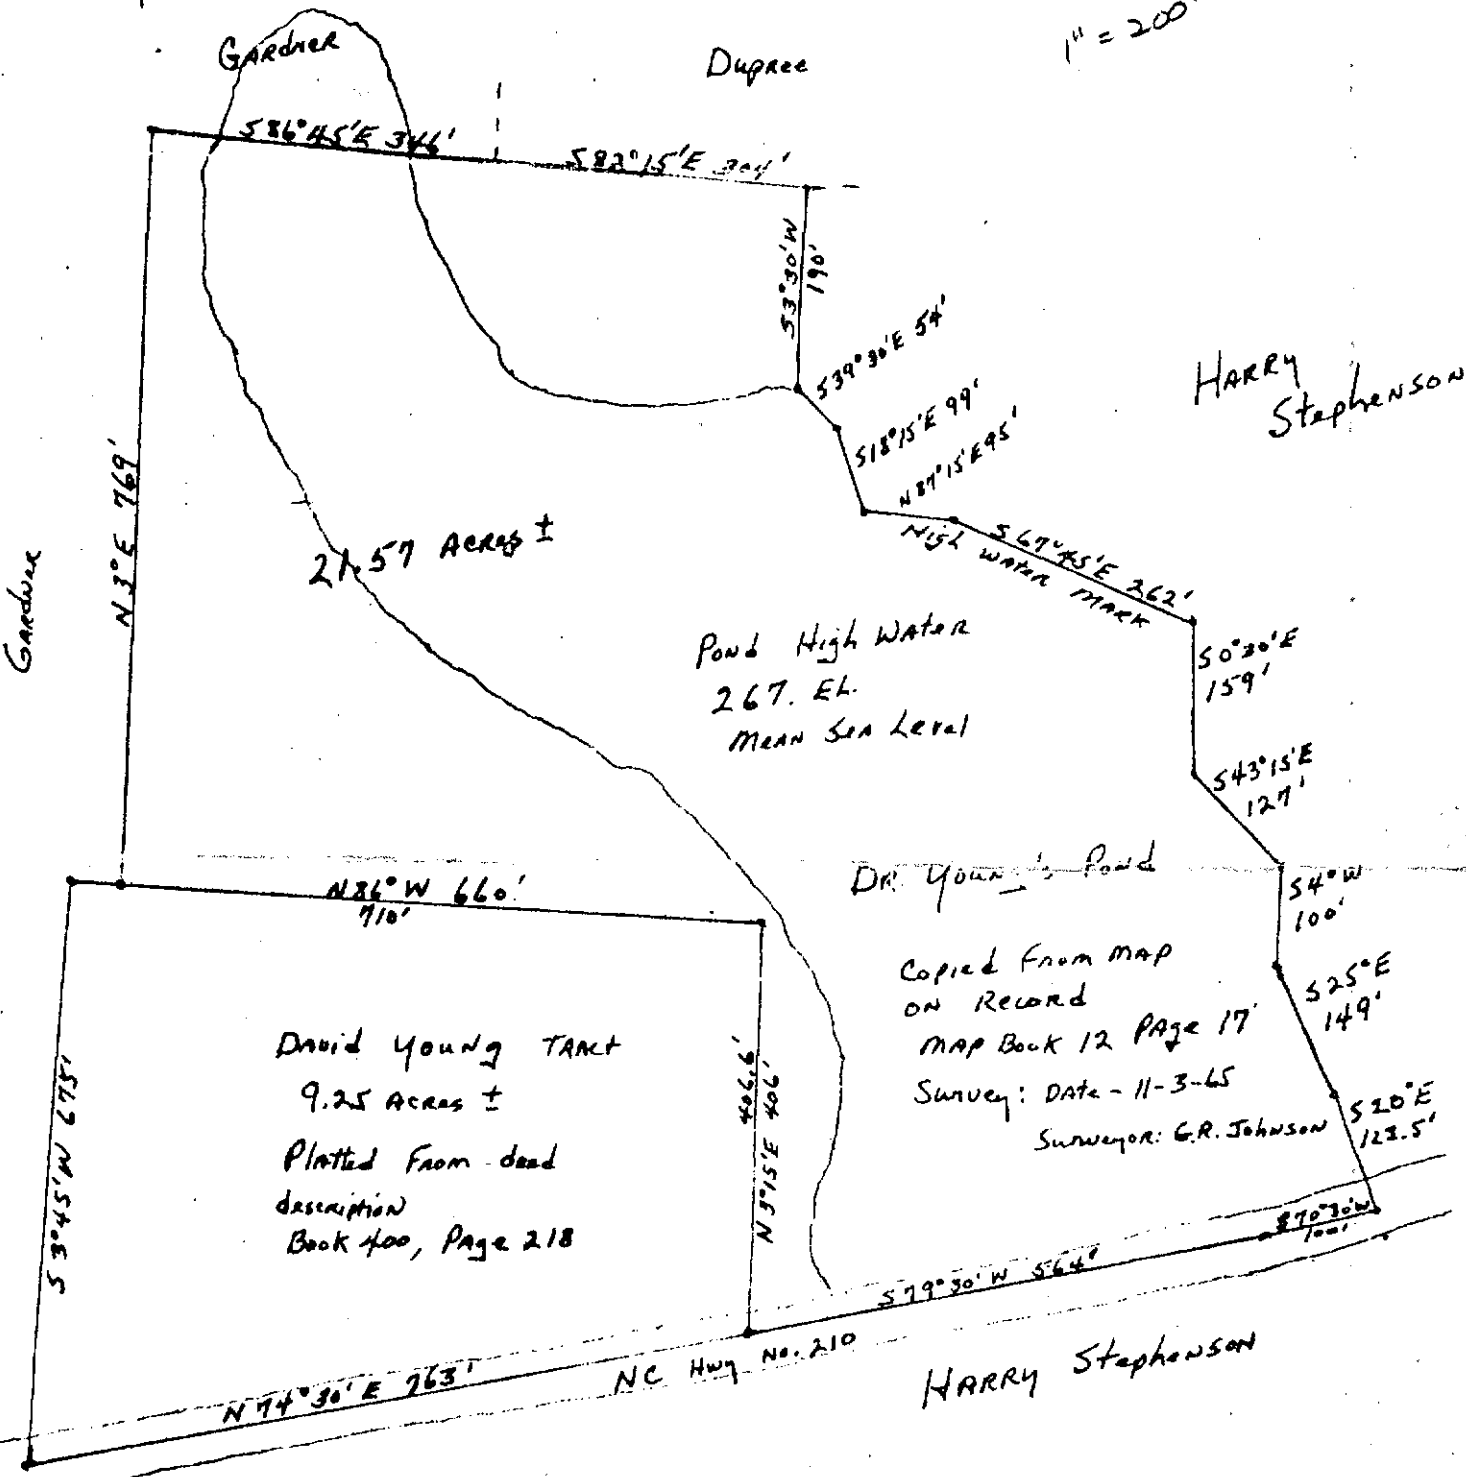 1" = 200'
GARdNER
Dupree
S86°45'E 346'
S82°15'E 304'
S3°30'W
190'
S39°30'E 54'
S18°15'E 99'
N87°15'E 95'
HARRY
Stephenson
High WATER MARK
S67°45'E 262'
N3°E 769'
GARdNER
21.57 Acres ±
Pond High WATER
267. EL.
MEAN SEA Level
S0°30'E
159'
S43°15'E
127'
DR. Young's Pond
S4°W
100'
N86°W 660'
710'
Copied From MAP
ON Record
MAP Book 12 PAge 17
Survey: DAte - 11-3-65
Surveyor: G.R. Johnson
S25°E
149'
S20°E
123.5'
DAvid Young TRAct
9.25 Acres ±
Platted From deed
description
Book 400, PAge 218
406.6'
N3°15'E 406'
S3°45'W 675'
S70°30'W
100'
S79°30'W 564'
N74°30'E 763'
NC Hwy No. 210
HARRY Stephenson